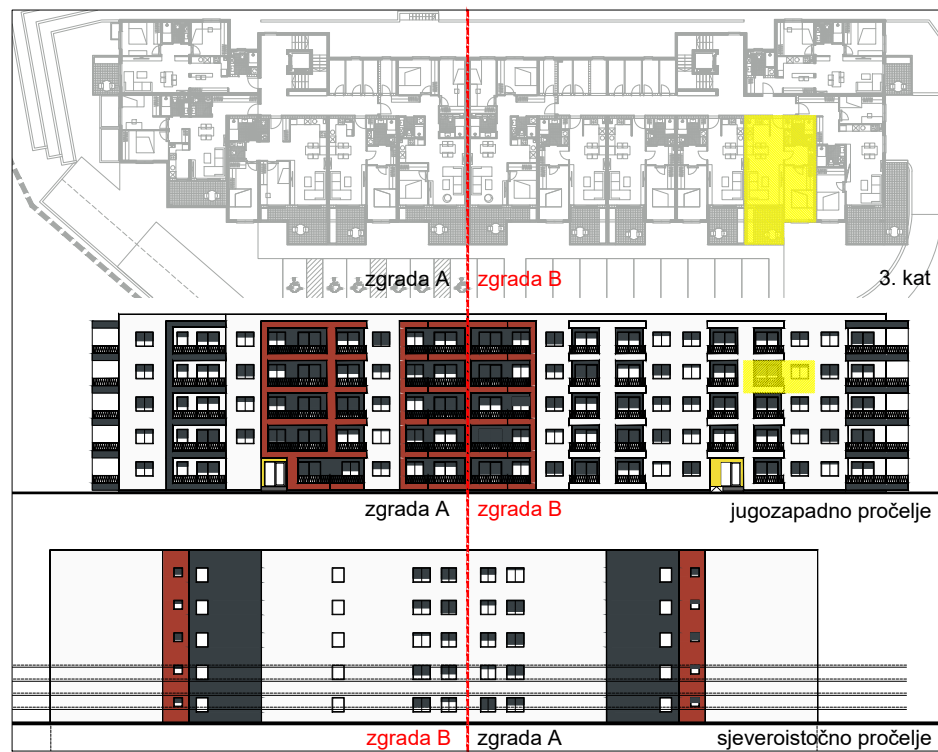 zgrada A zgrada B 3. kat
zgrada A zgrada B jugozapadno pročelje
zgrada B zgrada A sjeveroistočno pročelje